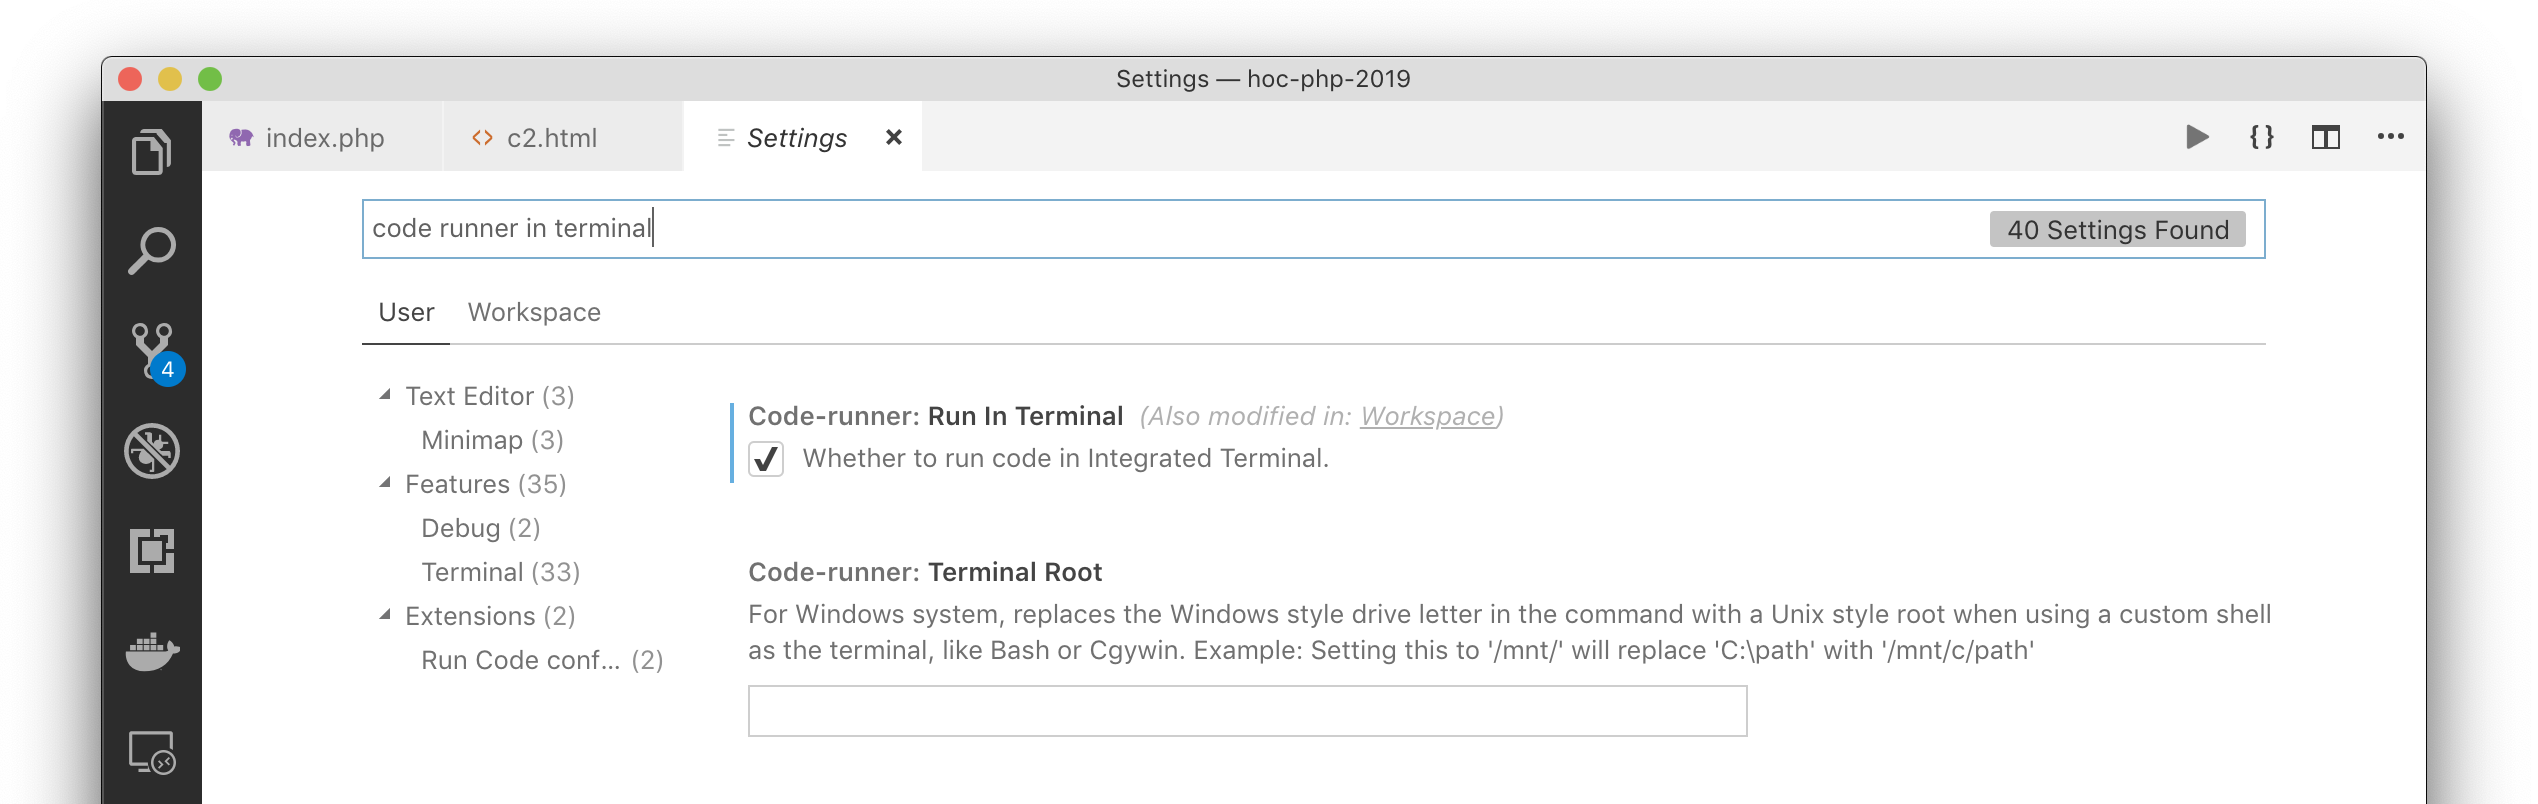 Settings — hoc-php-2019
index.php
c2.html
Settings
code runner in terminal
40 Settings Found
User
Workspace
4
Text Editor (3)
Minimap (3)
Features (35)
Debug (2)
Terminal (33)
Extensions (2)
Run Code conf... (2)
Code-runner: Run In Terminal (Also modified in: Workspace)
Whether to run code in Integrated Terminal.
Code-runner: Terminal Root
For Windows system, replaces the Windows style drive letter in the command with a Unix style root when using a custom shell
as the terminal, like Bash or Cgywin. Example: Setting this to '/mnt/' will replace 'C:\path' with '/mnt/c/path'